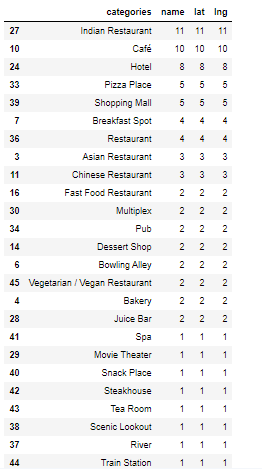 categories name lat lng
27 Indian Restaurant 11 11 11
10 Café 10 10 10
24 Hotel 8 8 8
33 Pizza Place 5 5 5
39 Shopping Mall 5 5 5
7 Breakfast Spot 4 4 4
36 Restaurant 4 4 4
3 Asian Restaurant 3 3 3
11 Chinese Restaurant 3 3 3
16 Fast Food Restaurant 2 2 2
30 Multiplex 2 2 2
34 Pub 2 2 2
14 Dessert Shop 2 2 2
6 Bowling Alley 2 2 2
45 Vegetarian / Vegan Restaurant 2 2 2
4 Bakery 2 2 2
28 Juice Bar 2 2 2
41 Spa 1 1 1
29 Movie Theater 1 1 1
40 Snack Place 1 1 1
42 Steakhouse 1 1 1
43 Tea Room 1 1 1
38 Scenic Lookout 1 1 1
37 River 1 1 1
44 Train Station 1 1 1